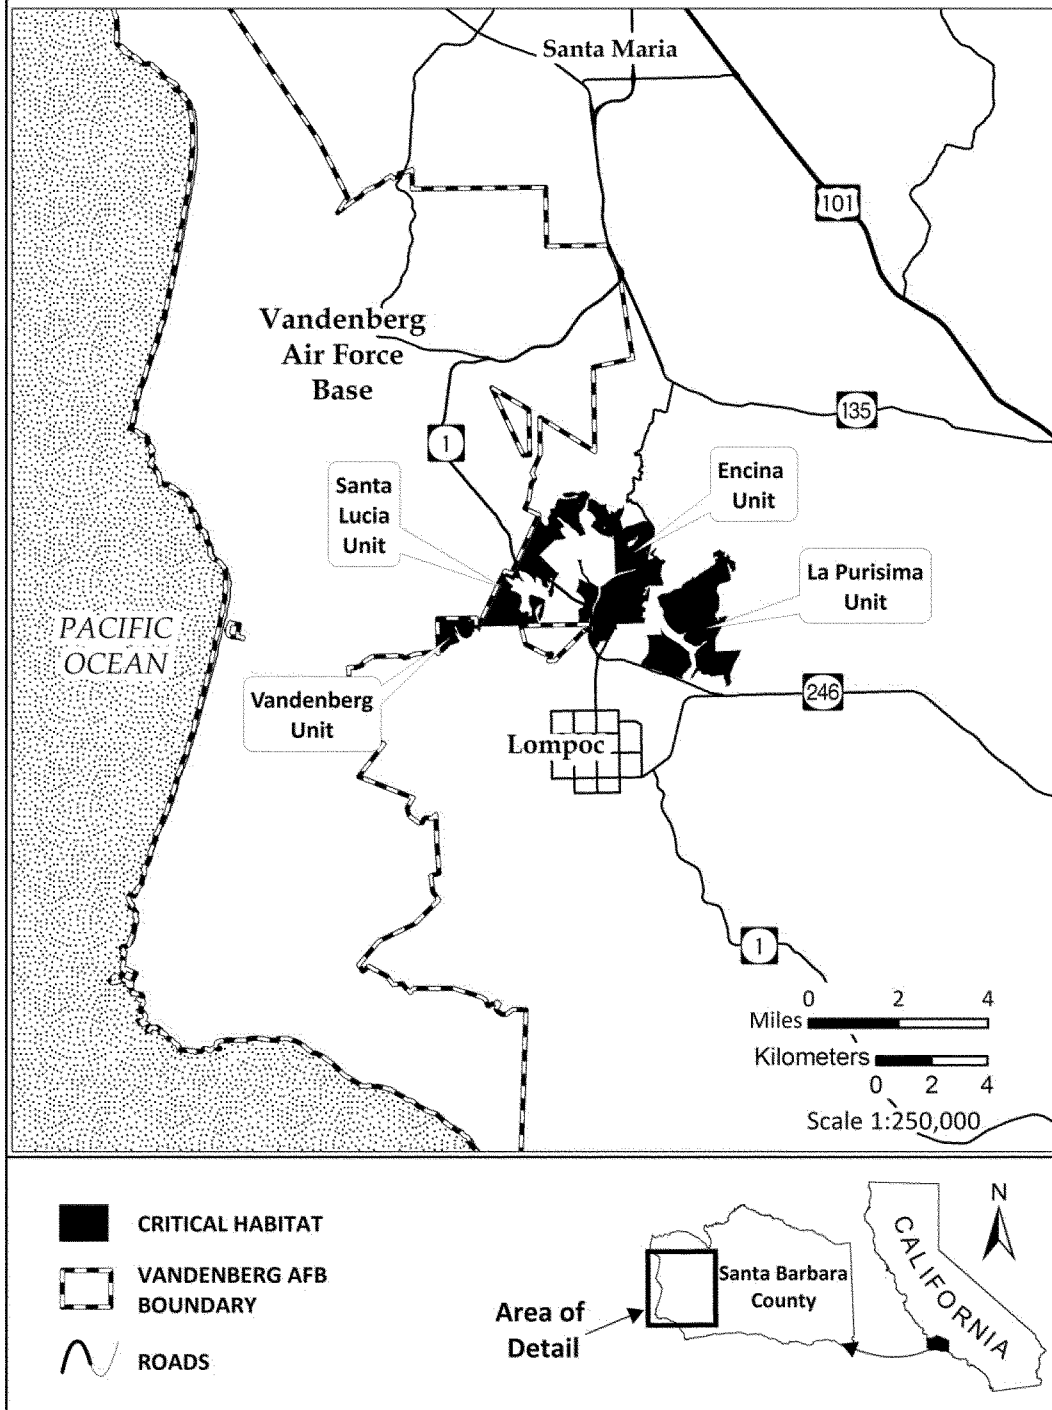 Santa Maria
101
Vandenberg
Air Force
Base
135
1
Encina
Unit
Santa
Lucia
Unit
La Purisima
Unit
PACIFIC
OCEAN
Vandenberg
Unit
246
Lompoc
1
0 2 4
Miles
Kilometers
0 2 4
Scale 1:250,000
CRITICAL HABITAT
VANDENBERG AFB
BOUNDARY
ROADS
Area of
Detail
Santa Barbara
County
CALIFORNIA
N